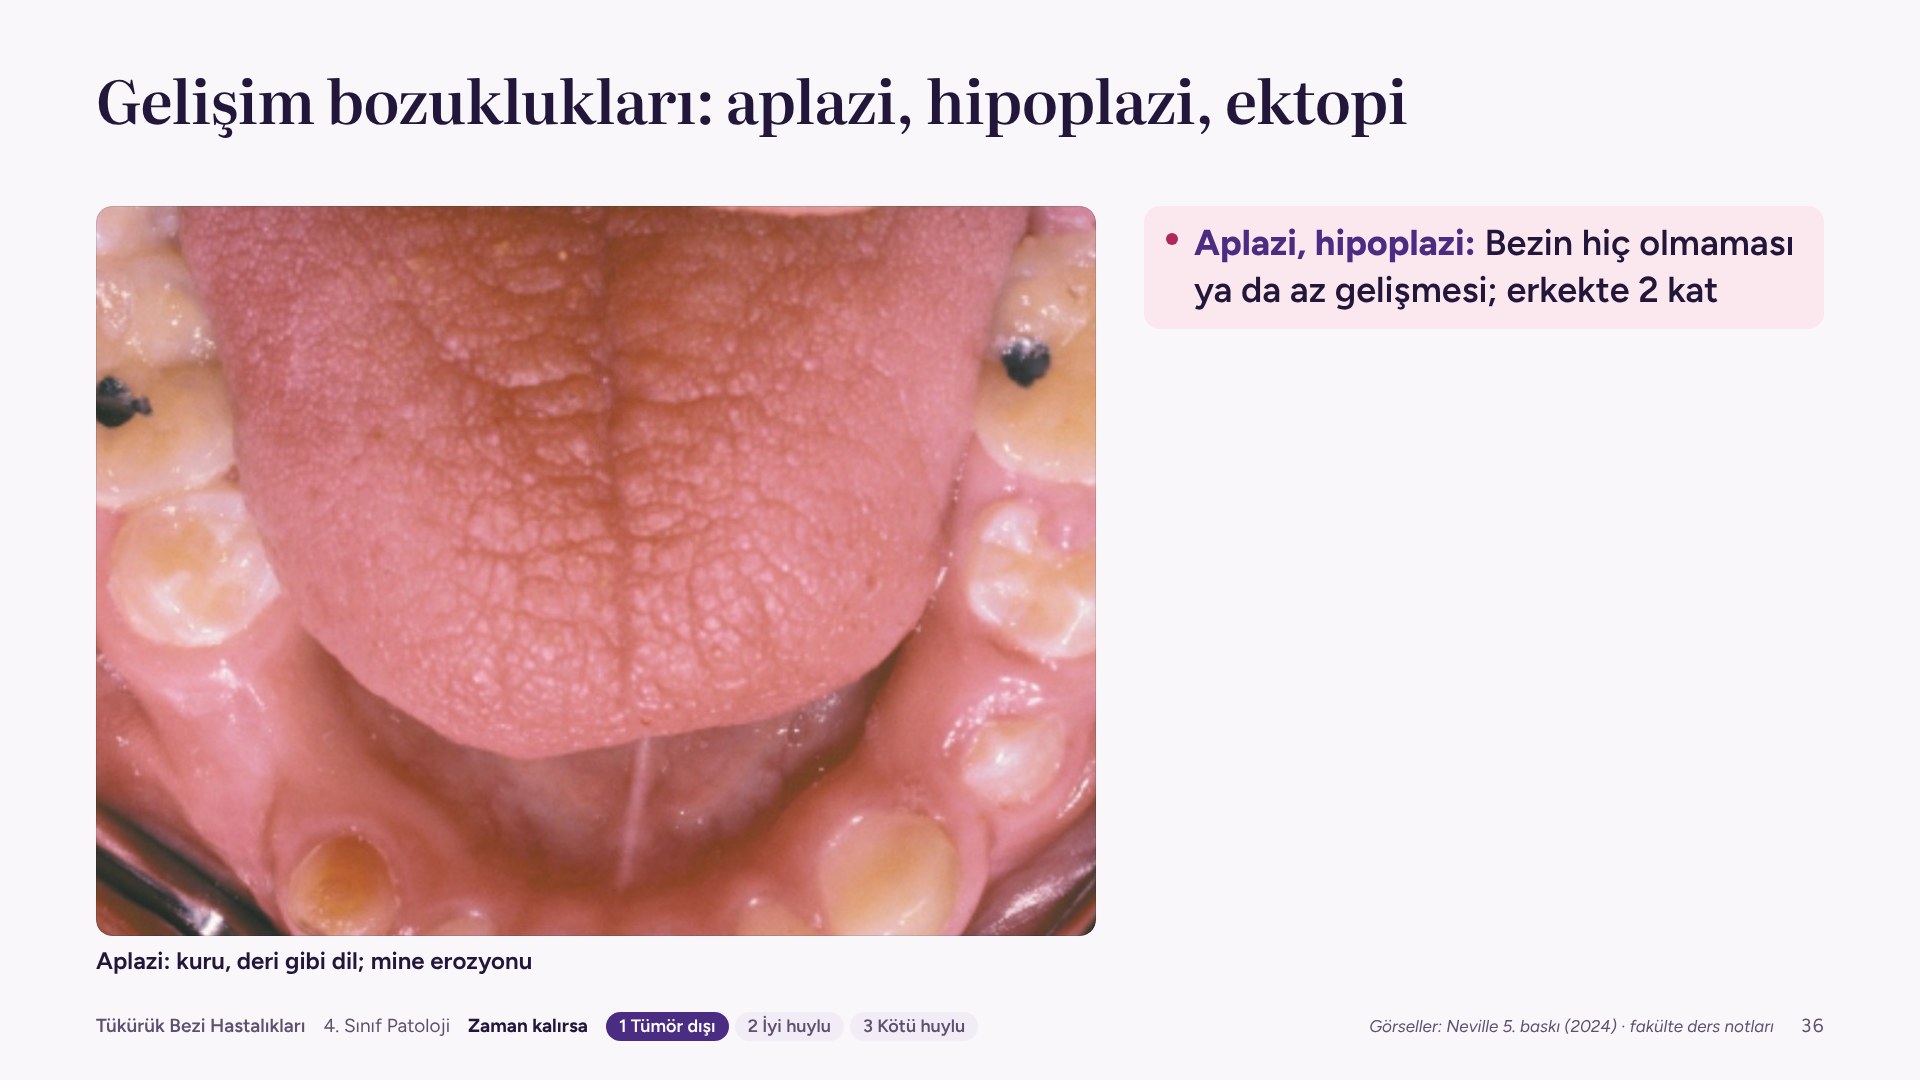 Gelişim bozuklukları: aplazi, hipoplazi, ektopi
Aplazi, hipoplazi: Bezin hiç olmaması
ya da az gelişmesi; erkekte 2 kat
Aplazi: kuru, deri gibi dil; mine erozyonu
Tükürük Bezi Hastalıkları 4. Sınıf Patoloji Zaman kalırsa 1 Tümör dışı 2 İyi huylu 3 Kötü huylu
Görseller: Neville 5. baskı (2024) · fakülte ders notları 36